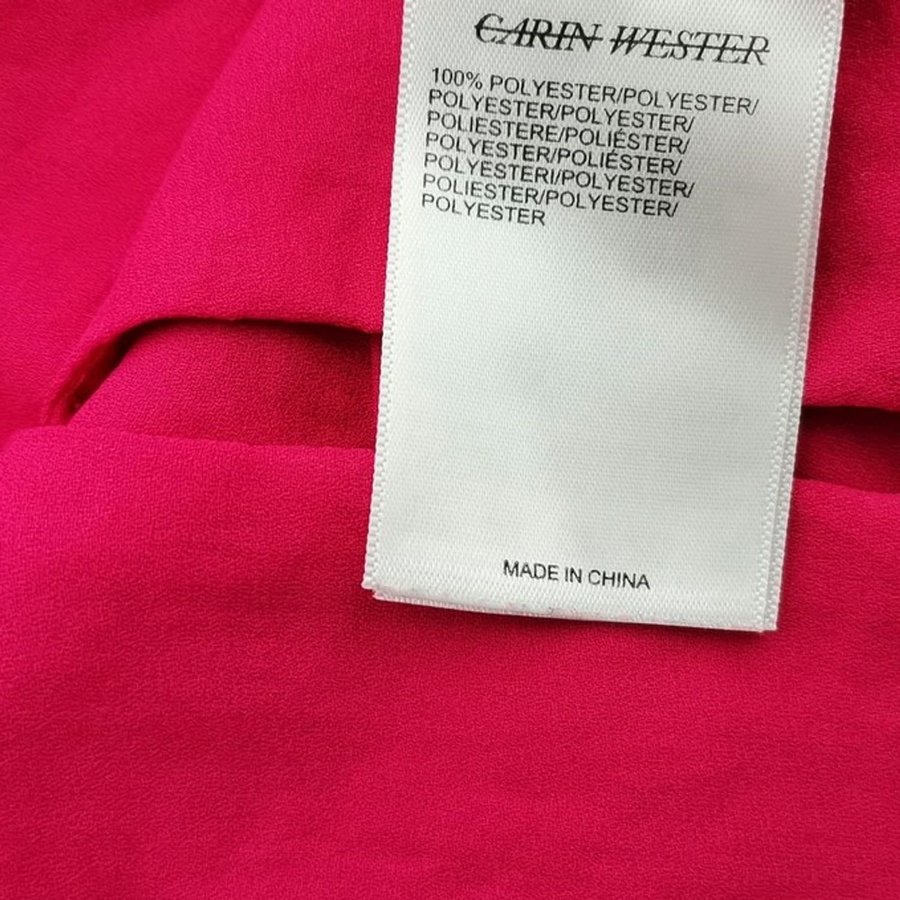 CARIN WESTER
100% POLYESTER/POLYESTER/
POLYESTER/POLYESTER/
POLIESTERE/POLIÉSTER/
POLYESTER/POLIÉSTER/
POLYESTERI/POLYESTER/
POLIESTER/POLYESTER/
POLYESTER
MADE IN CHINA